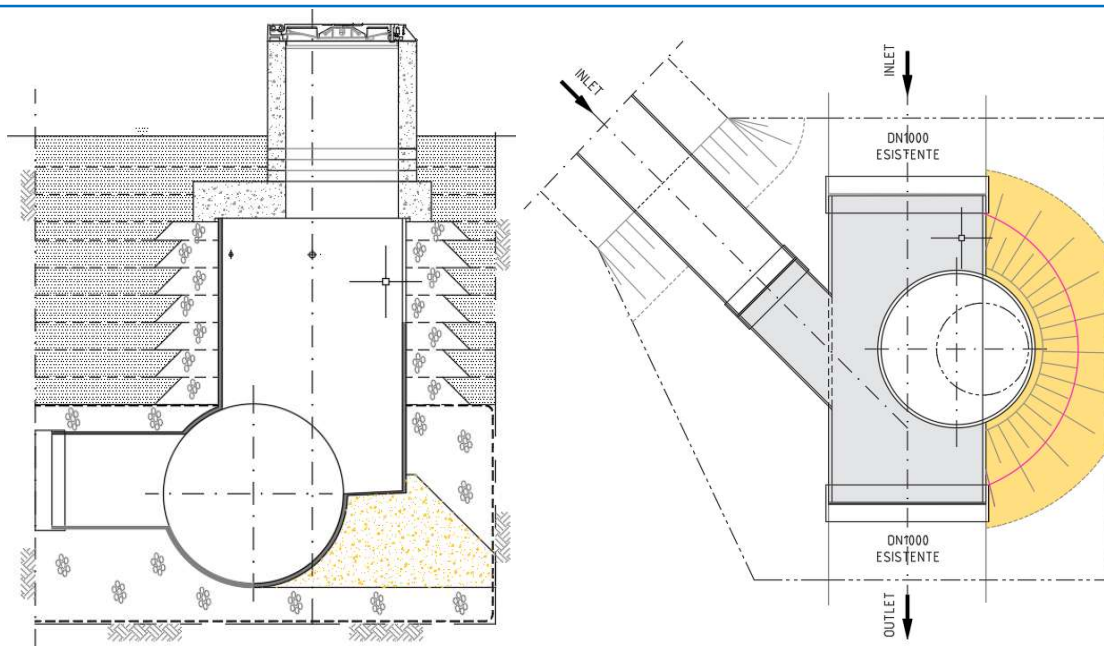 INLET
INLET
DN1000
ESISTENTE
DN1000
ESISTENTE
OUTLET